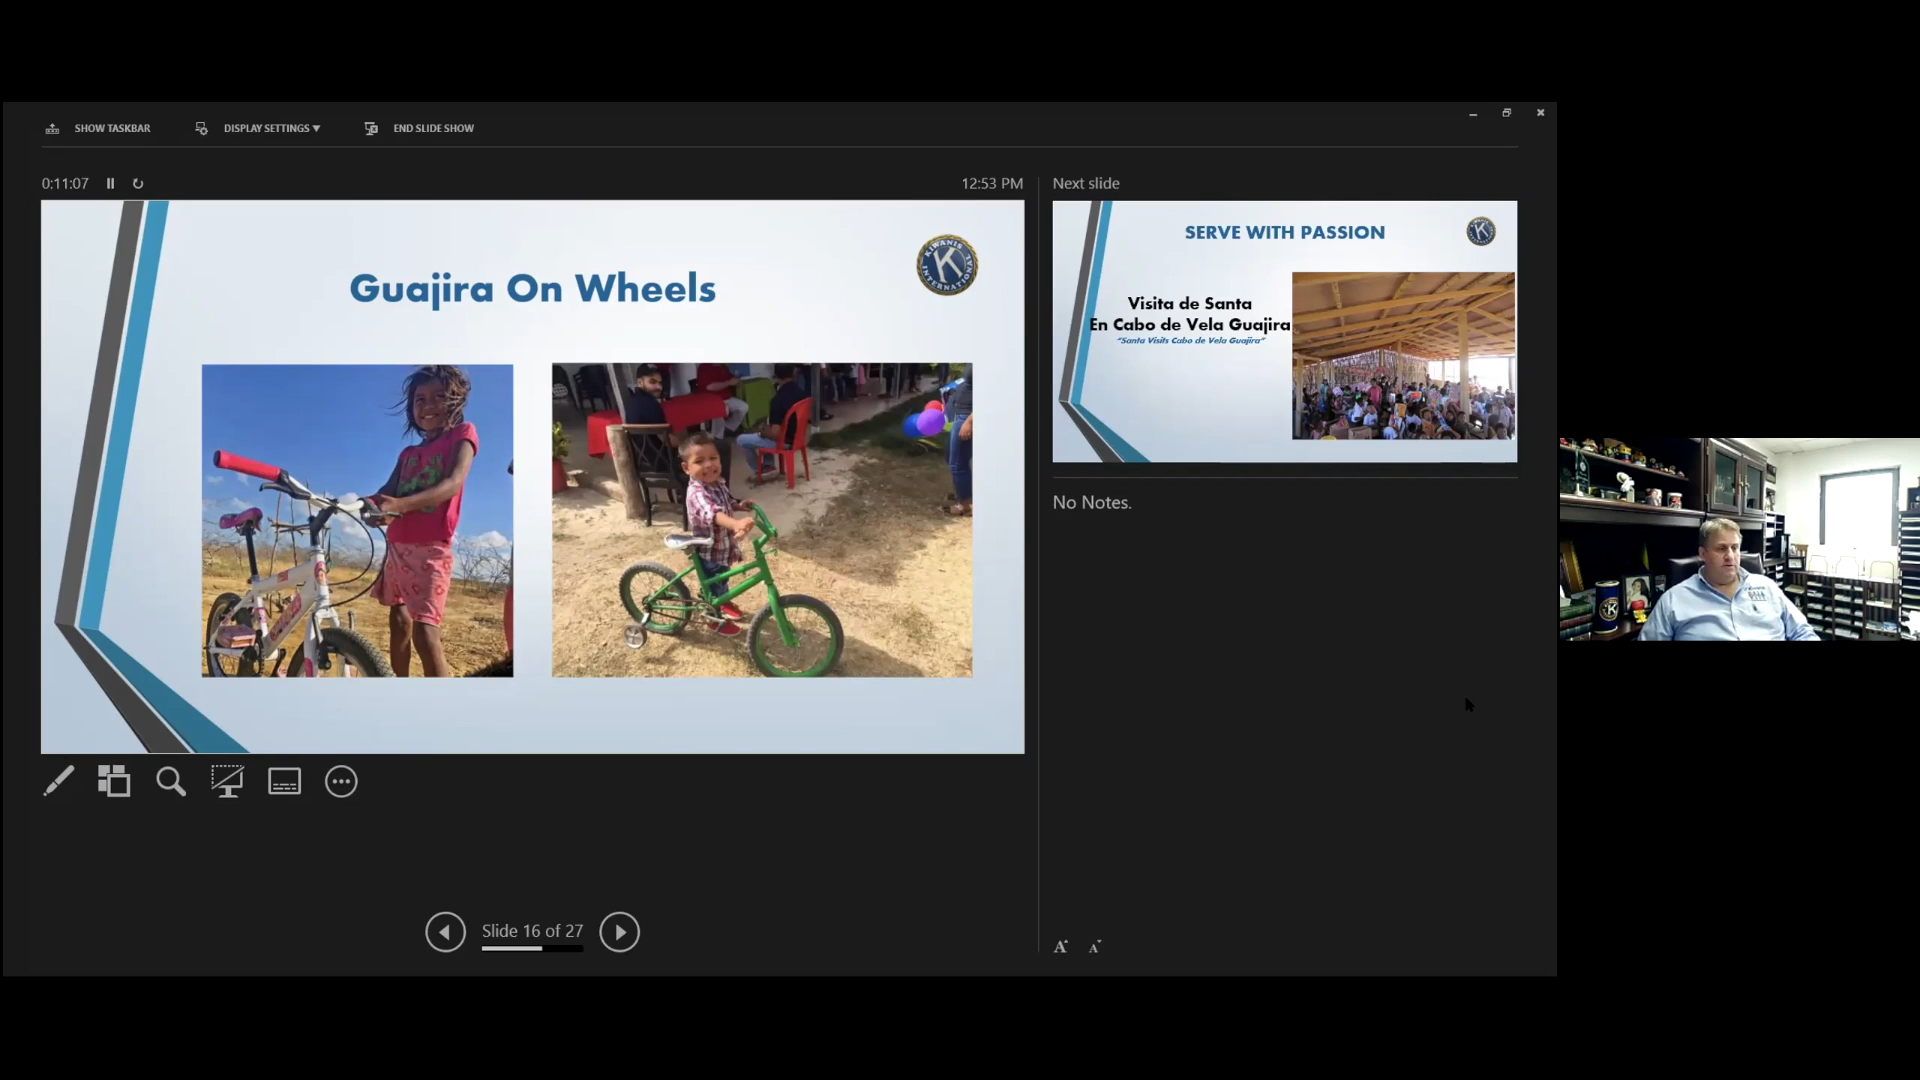 SHOW TASKBAR
DISPLAY SETTINGS ▼
END SLIDE SHOW
0:11:07
12:53 PM
Guajira On Wheels
KIWANIS
K
INTERNATIONAL
Slide 16 of 27
Next slide
SERVE WITH PASSION
K
Visita de Santa
En Cabo de Vela Guajira
"Santa Visits Cabo de Vela Guajira"
No Notes.
A
A
K